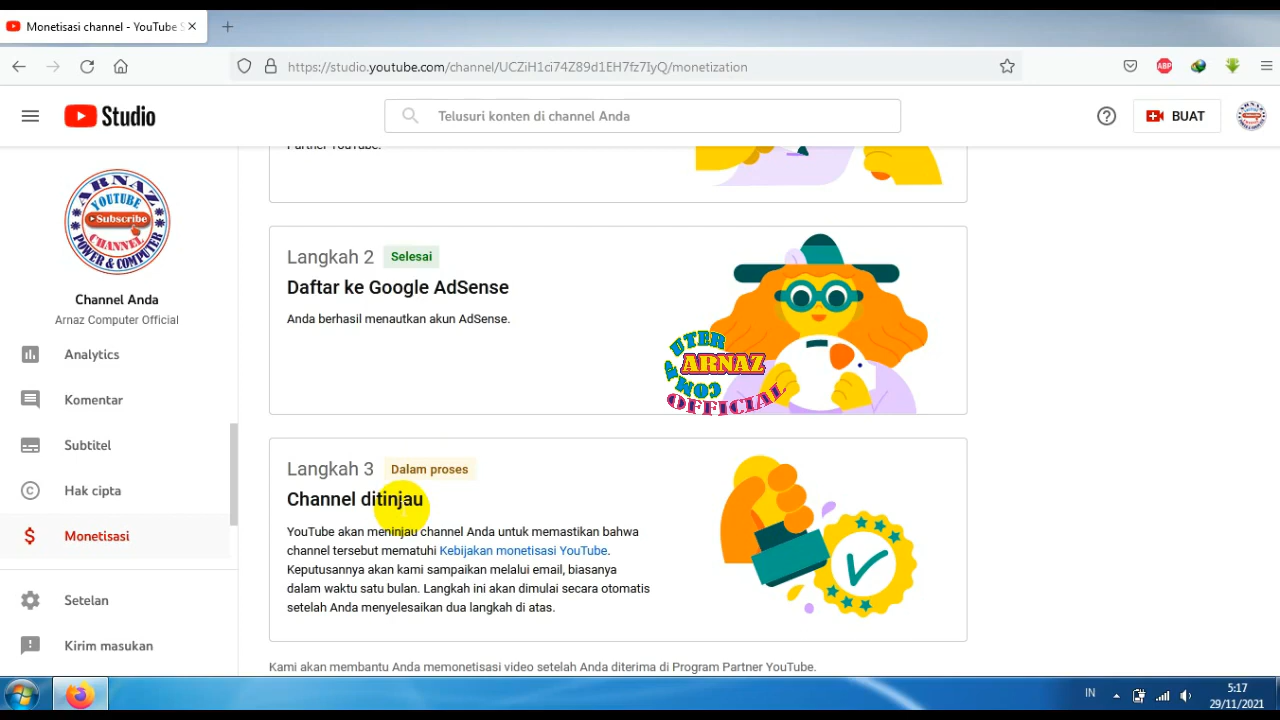 Monetisasi channel - YouTube S
https://studio.youtube.com/channel/UCZiH1ci74Z89d1EH7fz7IyQ/monetization
ABP
Studio
Telusuri konten di channel Anda
BUAT
ARNAZ
YOUTUBE
Subscribe
CHANNEL
POWER & COMPUTER
Channel Anda
Arnaz Computer Official
Analytics
Komentar
Subtitel
Hak cipta
Monetisasi
Setelan
Kirim masukan
Partner YouTube.
Langkah 2 Selesai
Daftar ke Google AdSense
Anda berhasil menautkan akun AdSense.
COMPUTER
ARNAZ
OFFICIAL
Langkah 3 Dalam proses
Channel ditinjau
YouTube akan meninjau channel Anda untuk memastikan bahwa
channel tersebut mematuhi Kebijakan monetisasi YouTube.
Keputusannya akan kami sampaikan melalui email, biasanya
dalam waktu satu bulan. Langkah ini akan dimulai secara otomatis
setelah Anda menyelesaikan dua langkah di atas.
Kami akan membantu Anda memonetisasi video setelah Anda diterima di Program Partner YouTube.
IN
5:17
29/11/2021